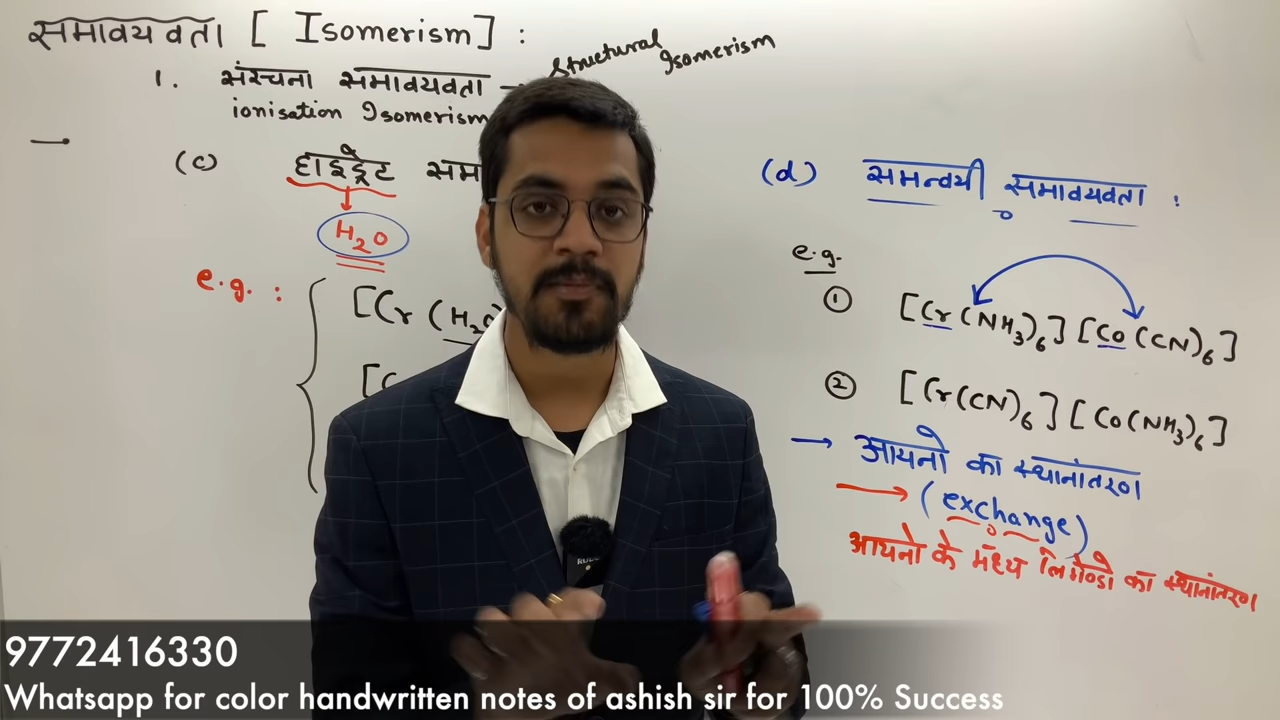 समावयवता [ Isomerism ] :
1. संरचना समावयवता → Structural Isomerism
ionisation Isomerism
(c) हाइड्रेट सम
H2O
e.g. :
[Cr (H2O)
[C
(d) समन्वयी समावयवता :
e.g.
① [Cr(NH3)6] [Co(CN)6]
② [Cr(CN)6] [Co(NH3)6]
→ आयनो का स्थानांतरण
→ (exchange)
आयनो के मध्य लिगेण्डो का स्थानांतरण
RODE
9772416330
Whatsapp for color handwritten notes of ashish sir for 100% Success